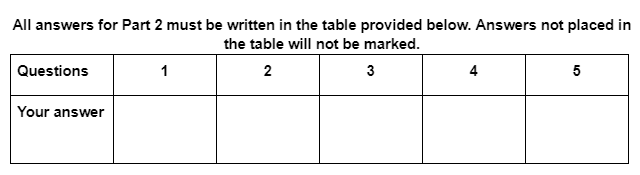 All answers for Part 2 must be written in the table provided below. Answers not placed in
the table will not be marked.
Questions 1 2 3 4 5
Your answer